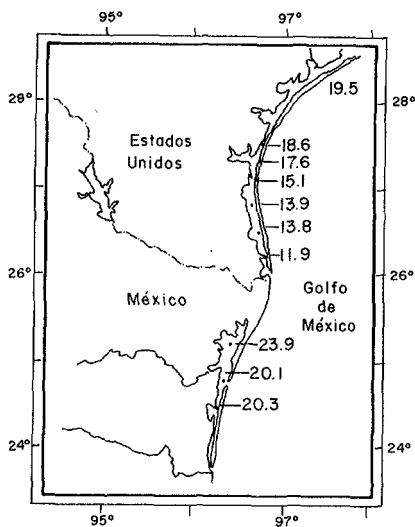 95° 97°
28° 28°
19.5
Estados
Unidos
18.6
17.6
15.1
13.9
13.8
11.9
26° 26°
Golfo
de
México
México
23.9
20.1
20.3
24° 24°
95° 97°